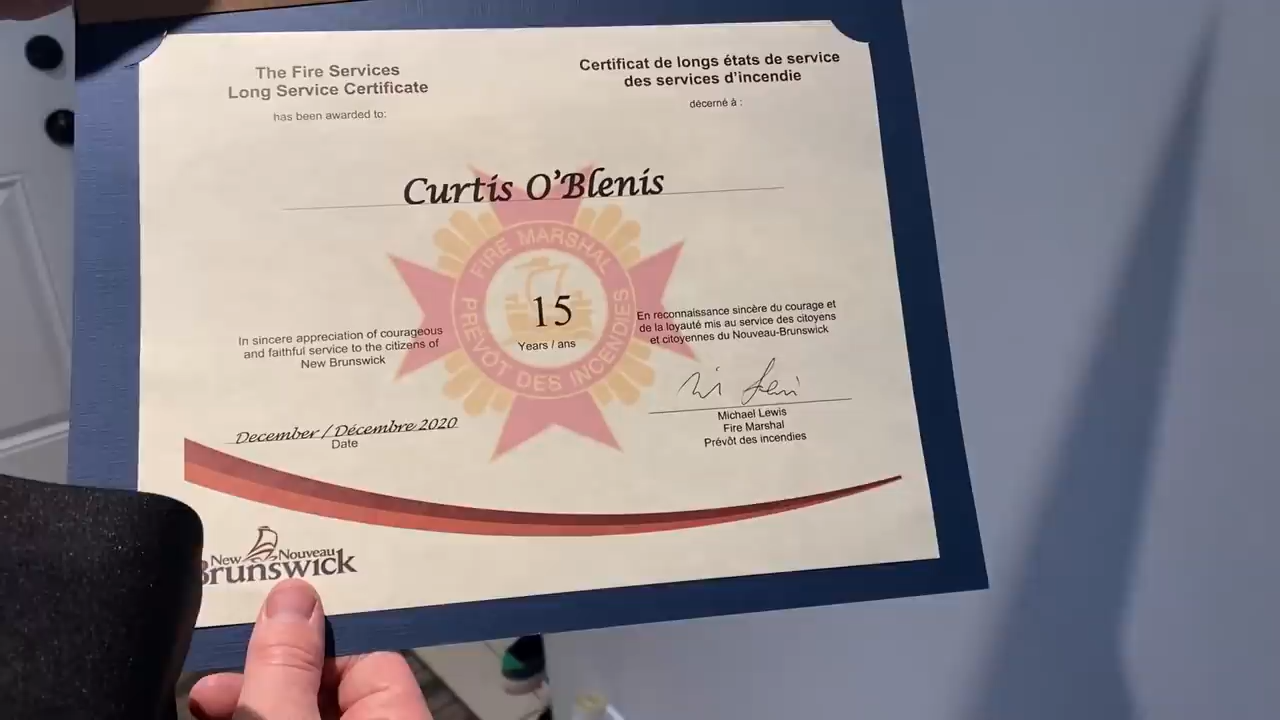 The Fire Services
Long Service Certificate
has been awarded to:
Certificat de longs états de service
des services d'incendie
décerné à :
Curtis O'Blenis
FIRE MARSHAL
PRÉVÔT DES INCENDIES
15
Years / ans
In sincere appreciation of courageous
and faithful service to the citizens of
New Brunswick
En reconnaissance sincère du courage et
de la loyauté mis au service des citoyens
et citoyennes du Nouveau-Brunswick
December / Décembre 2020
Date
Michael Lewis
Fire Marshal
Prévôt des incendies
New Nouveau
Brunswick